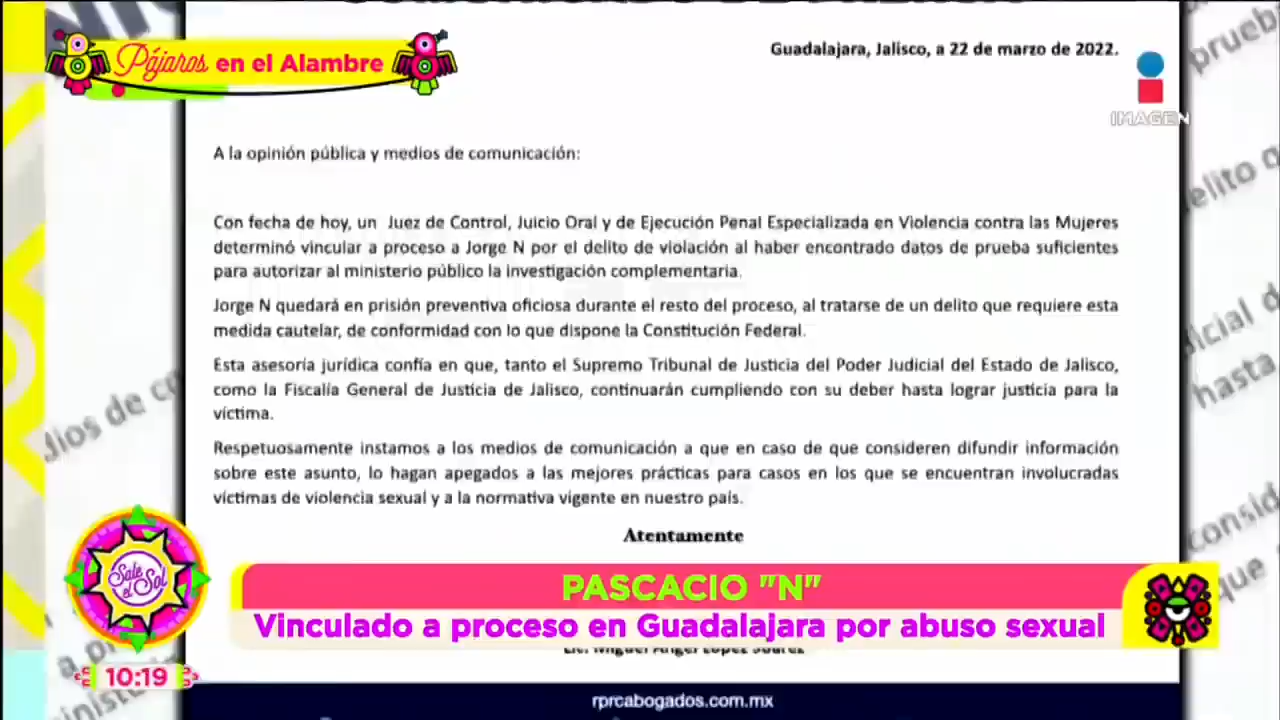 Pájaros en el Alambre
Guadalajara, Jalisco, a 22 de marzo de 2022.
IMAGEN
A la opinión pública y medios de comunicación:
Con fecha de hoy, un Juez de Control, Juicio Oral y de Ejecución Penal Especializada en Violencia contra las Mujeres
determinó vincular a proceso a Jorge N por el delito de violación al haber encontrado datos de prueba suficientes
para autorizar al ministerio público la investigación complementaria.
Jorge N quedará en prisión preventiva oficiosa durante el resto del proceso, al tratarse de un delito que requiere esta
medida cautelar, de conformidad con lo que dispone la Constitución Federal.
Esta asesoría jurídica confía en que, tanto el Supremo Tribunal de Justicia del Poder Judicial del Estado de Jalisco,
como la Fiscalía General de Justicia de Jalisco, continuarán cumpliendo con su deber hasta lograr justicia para la
víctima.
Respetuosamente instamos a los medios de comunicación a que en caso de que consideren difundir información
sobre este asunto, lo hagan apegados a las mejores prácticas para casos en los que se encuentran involucradas
víctimas de violencia sexual y a la normativa vigente en nuestro país.
Atentamente
Sale el Sol
PASCACIO "N"
Vinculado a proceso en Guadalajara por abuso sexual
10:19
rprcabogados.com.mx